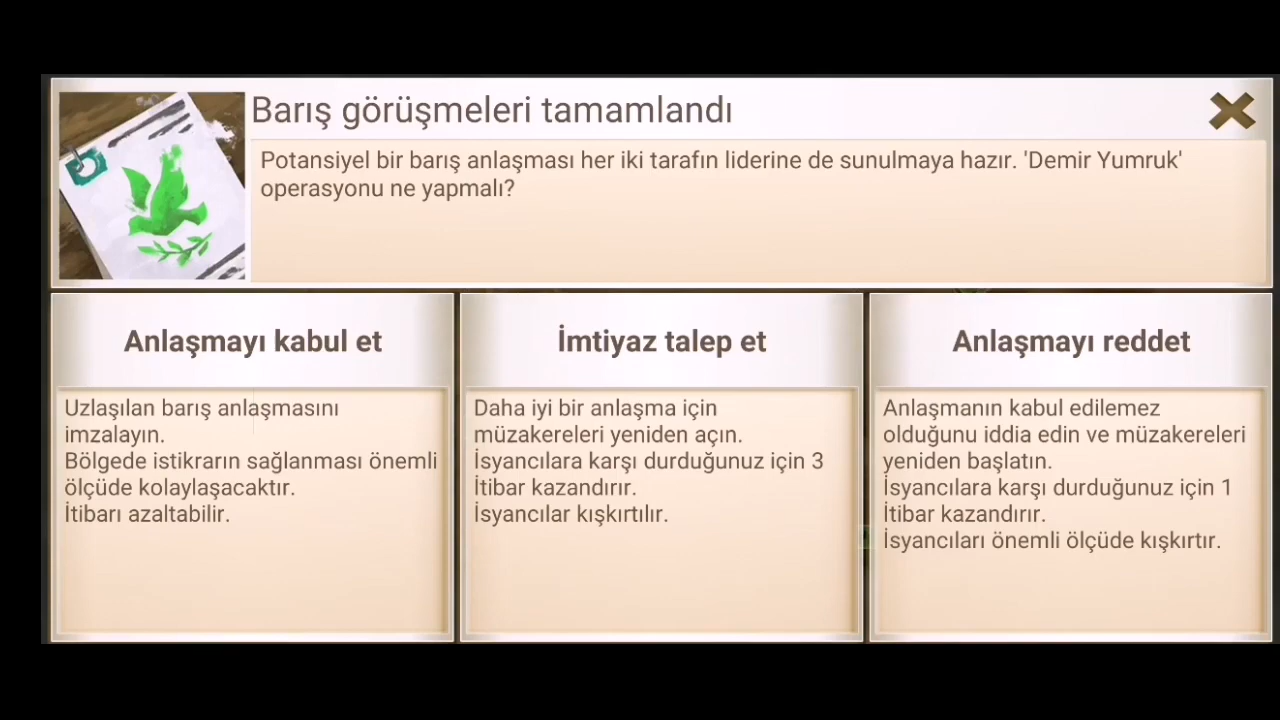 Barış görüşmeleri tamamlandı
Potansiyel bir barış anlaşması her iki tarafın liderine de sunulmaya hazır. 'Demir Yumruk'
operasyonu ne yapmalı?
Anlaşmayı kabul et
Uzlaşılan barış anlaşmasını
imzalayın.
Bölgede istikrarın sağlanması önemli
ölçüde kolaylaşacaktır.
İtibarı azaltabilir.
İmtiyaz talep et
Daha iyi bir anlaşma için
müzakereleri yeniden açın.
İsyancılara karşı durduğunuz için 3
İtibar kazandırır.
İsyancılar kışkırtılır.
Anlaşmayı reddet
Anlaşmanın kabul edilemez
olduğunu iddia edin ve müzakereleri
yeniden başlatın.
İsyancılara karşı durduğunuz için 1
İtibar kazandırır.
İsyancıları önemli ölçüde kışkırtır.